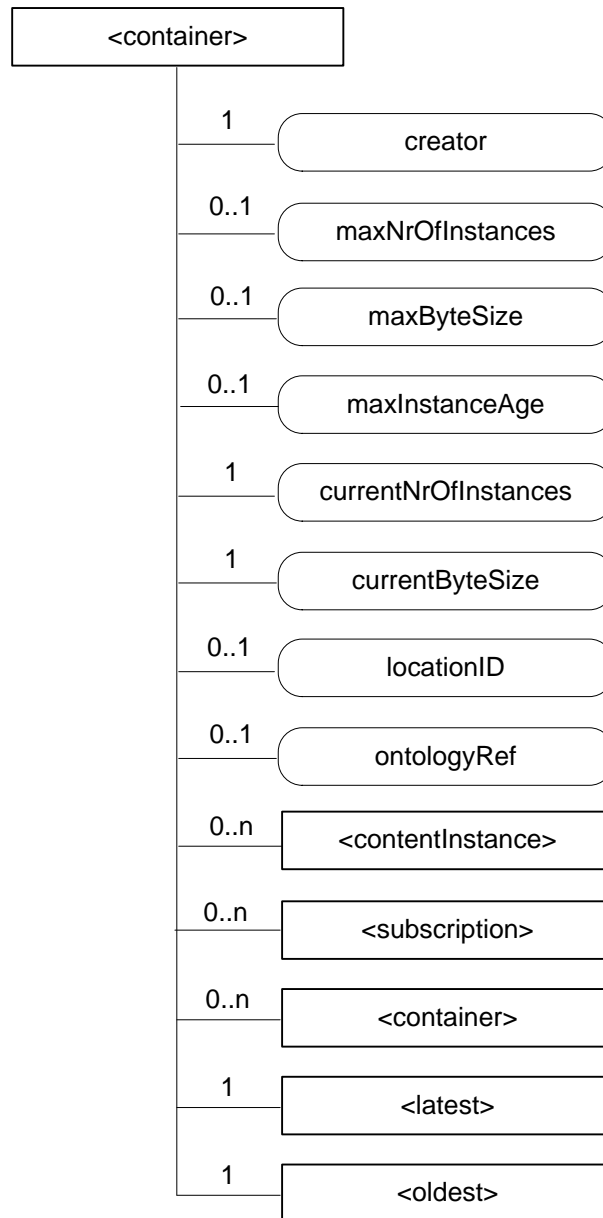 <container>
1
creator
0..1
maxNrOfInstances
0..1
maxByteSize
0..1
maxInstanceAge
1
currentNrOfInstances
1
currentByteSize
0..1
locationID
0..1
ontologyRef
0..n
<contentInstance>
0..n
<subscription>
0..n
<container>
1
<latest>
1
<oldest>